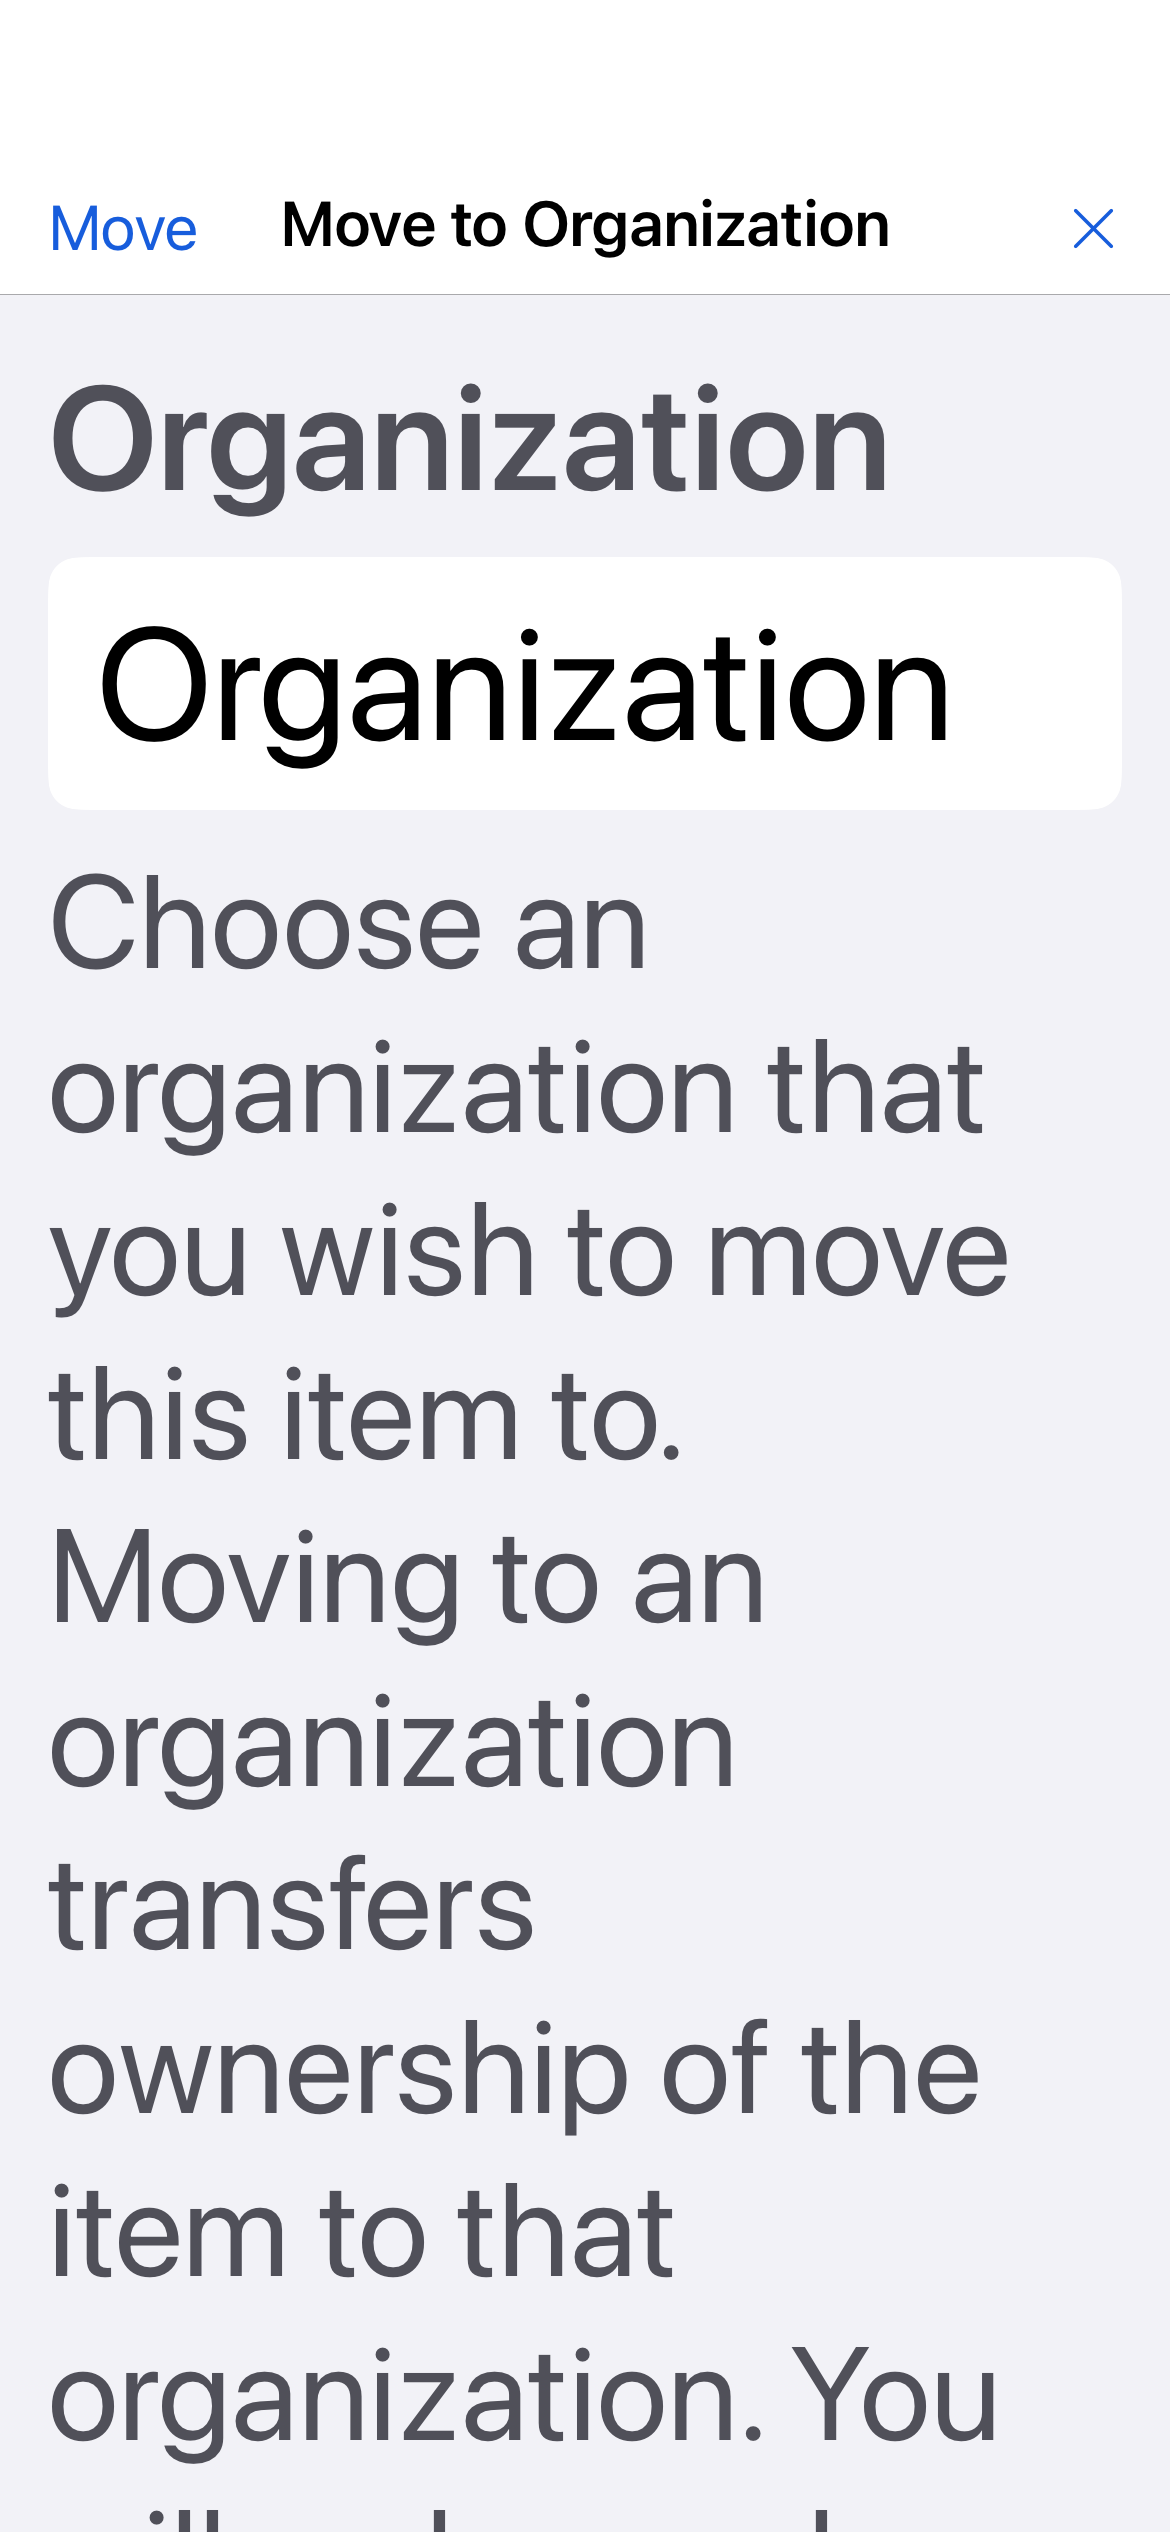 Move
Move to Organization
Organization
Organization
Choose an
organization that
you wish to move
this item to.
Moving to an
organization
transfers
ownership of the
item to that
organization. You